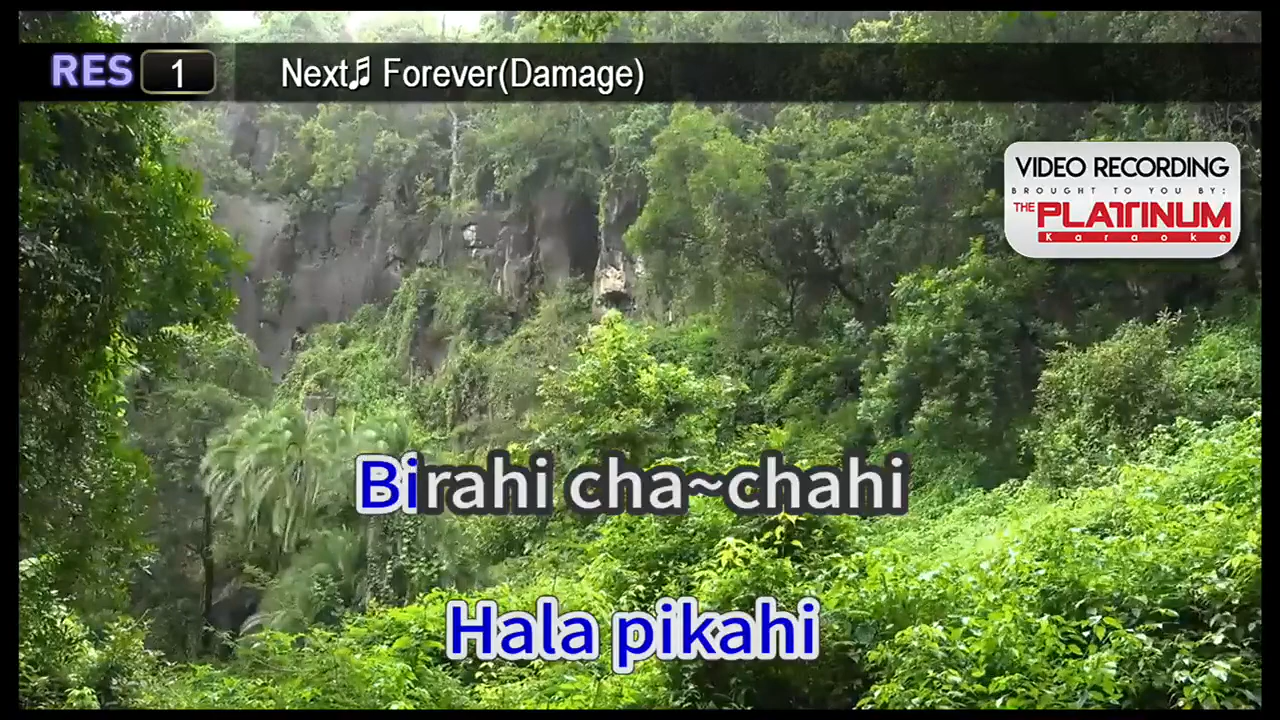 RES 1 Next♫ Forever(Damage)
VIDEO RECORDING
BROUGHT TO YOU BY:
THE PLATINUM
Karaoke
Birahi cha~chahi
Hala pikahi